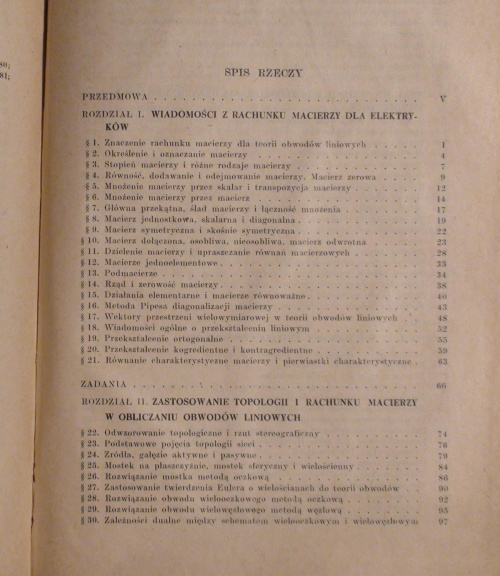 80;
81;
SPIS RZECZY
PRZEDMOWA . . . . . . . . . . . . . . . . . . . . V
ROZDZIAŁ I. WIADOMOŚCI Z RACHUNKU MACIERZY DLA ELEKTRY-
KÓW
§ 1. Znaczenie rachunku macierzy dla teorii obwodów liniowych . . . . . 1
§ 2. Określenie i oznaczanie macierzy . . . . . 4
§ 3. Stopień macierzy i różne rodzaje macierzy . . . . . 7
§ 4. Równość, dodawanie i odejmowanie macierzy. Macierz zerowa . . . . . 9
§ 5. Mnożenie macierzy przez skalar i transpozycja macierzy . . . . . 12
§ 6. Mnożenie macierzy przez macierz . . . . . 14
§ 7. Główna przekątna, ślad macierzy i łączność mnożenia . . . . . 17
§ 8. Macierz jednostkowa, skalarna i diagonalna . . . . . 19
§ 9. Macierz symetryczna i skośnie symetryczna . . . . . 22
§ 10. Macierz dołączona, osobliwa, nieosobliwa, macierz odwrotna . . . . . 23
§ 11. Dzielenie macierzy i upraszczanie równań macierzowych . . . . . 28
§ 12. Macierze jednoelementowe . . . . . 33
§ 13. Podmacierze . . . . . 34
§ 14. Rząd i zerowość macierzy . . . . . 38
§ 15. Działania elementarne i macierze równoważne . . . . . 40
§ 16. Metoda Pipesa diagonalizacji macierzy . . . . . 43
§ 17. Wektory przestrzeni wielowymiarowej w teorii obwodów liniowych . . 48
§ 18. Wiadomości ogólne o przekształceniu liniowym . . . . . 52
§ 19. Przekształcenie ortogonalne . . . . . 55
§ 20. Przekształcenie kogredientne i kontragredientne . . . . . 59
§ 21. Równanie charakterystyczne macierzy i pierwiastki charakterystyczne . 63
ZADANIA . . . . . . . . . . . . . . . . . . . . 66
ROZDZIAŁ II. ZASTOSOWANIE TOPOLOGII I RACHUNKU MACIERZY
W OBLICZANIU OBWODÓW LINIOWYCH
§ 22. Odwzorowanie topologiczne i rzut stereograficzny . . . . . 74
§ 23. Podstawowe pojęcia topologii sieci . . . . . 76
§ 24. Źródła, gałęzie aktywne i pasywne . . . . . 79
§ 25. Mostek na płaszczyźnie, mostek sferyczny i wielościenny . . . . . 84
§ 26. Rozwiązanie mostka metodą oczkową . . . . . 86
§ 27. Zastosowanie twierdzenia Eulera o wielościanach do teorii obwodów . . 90
§ 28. Rozwiązanie obwodu wielooczkowego metodą oczkową . . . . . 92
§ 29. Rozwiązanie obwodu wielowęzłowego metodą węzłową . . . . . 95
§ 30. Zależności dualne między schematem wielooczkowym i wielowęzłowym 97